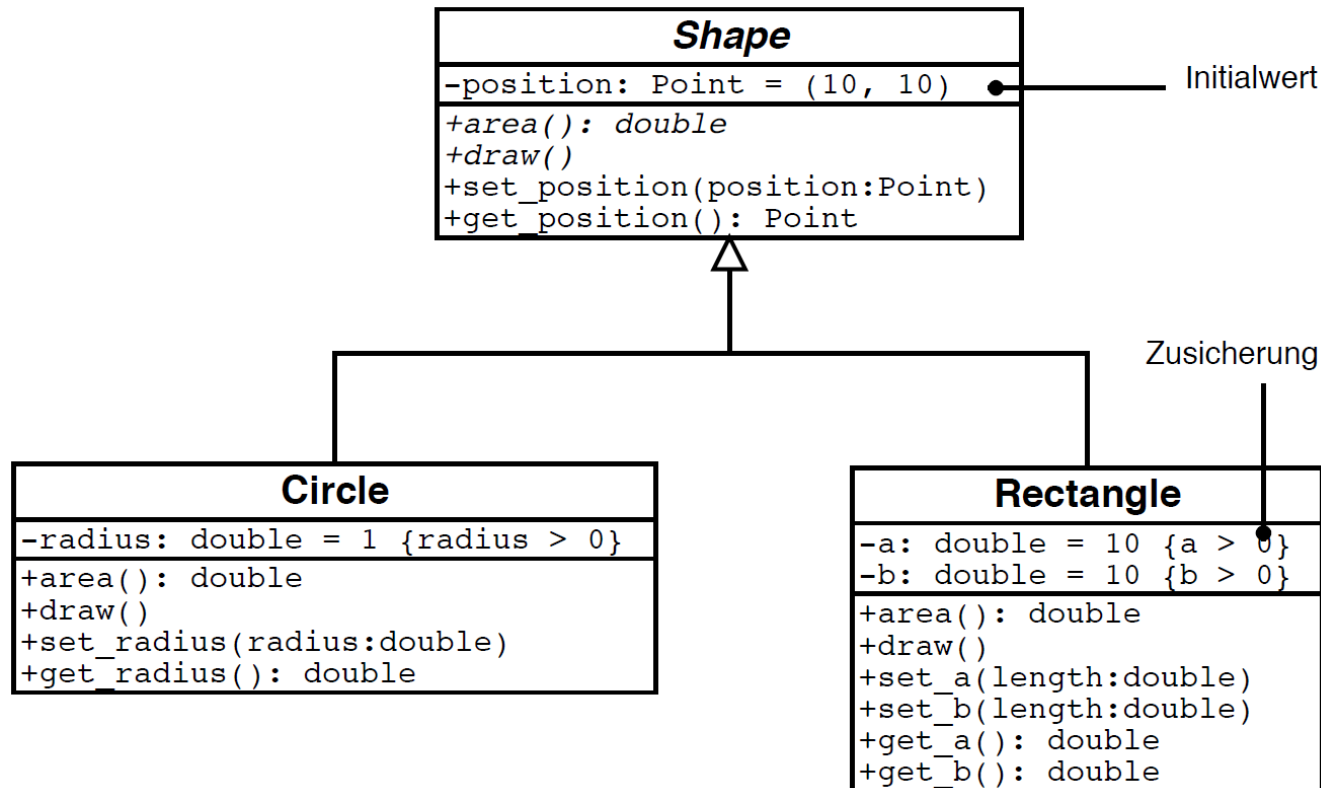 Shape
-position: Point = (10, 10)
Initialwert
+area(): double
+draw()
+set_position(position:Point)
+get_position(): Point
Zusicherung
Circle
-radius: double = 1 {radius > 0}
+area(): double
+draw()
+set_radius(radius:double)
+get_radius(): double
Rectangle
-a: double = 10 {a > 0}
-b: double = 10 {b > 0}
+area(): double
+draw()
+set_a(length:double)
+set_b(length:double)
+get_a(): double
+get_b(): double